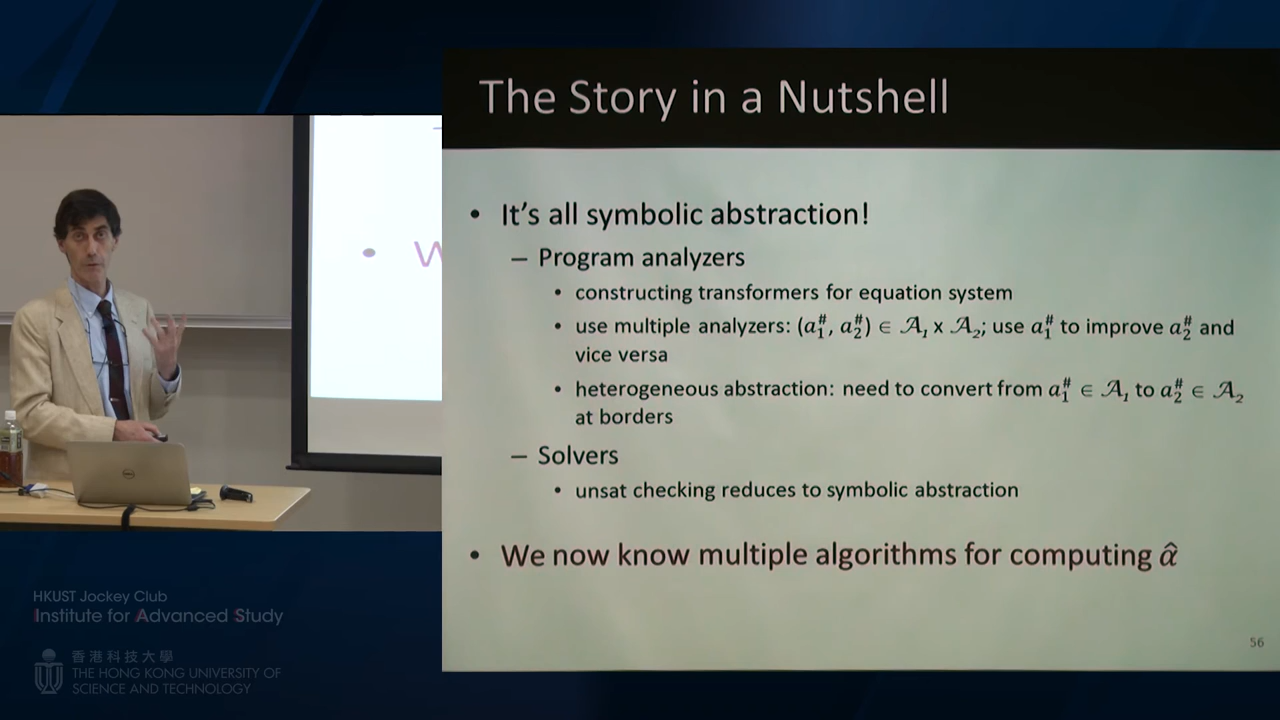 The Story in a Nutshell
• It's all symbolic abstraction!
– Program analyzers
• constructing transformers for equation system
• use multiple analyzers: (a₁^#, a₂^#) ∈ 𝒜₁ x 𝒜₂; use a₁^# to improve a₂^# and
vice versa
• heterogeneous abstraction: need to convert from a₁^# ∈ 𝒜₁ to a₂^# ∈ 𝒜₂
at borders
– Solvers
• unsat checking reduces to symbolic abstraction
• We now know multiple algorithms for computing α̂
56
HKUST Jockey Club
Institute for Advanced Study
香港科技大學
THE HONG KONG UNIVERSITY OF
SCIENCE AND TECHNOLOGY